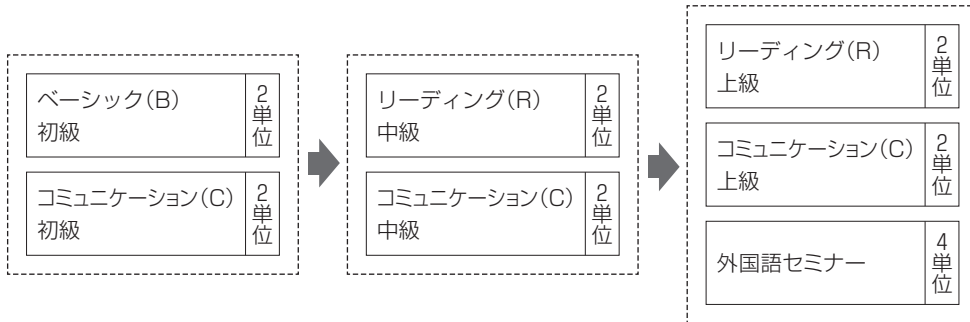 ベーシック(B)
初級
2単位
コミュニケーション(C)
初級
2単位
リーディング(R)
中級
2単位
コミュニケーション(C)
中級
2単位
リーディング(R)
上級
2単位
コミュニケーション(C)
上級
2単位
外国語セミナー
4単位